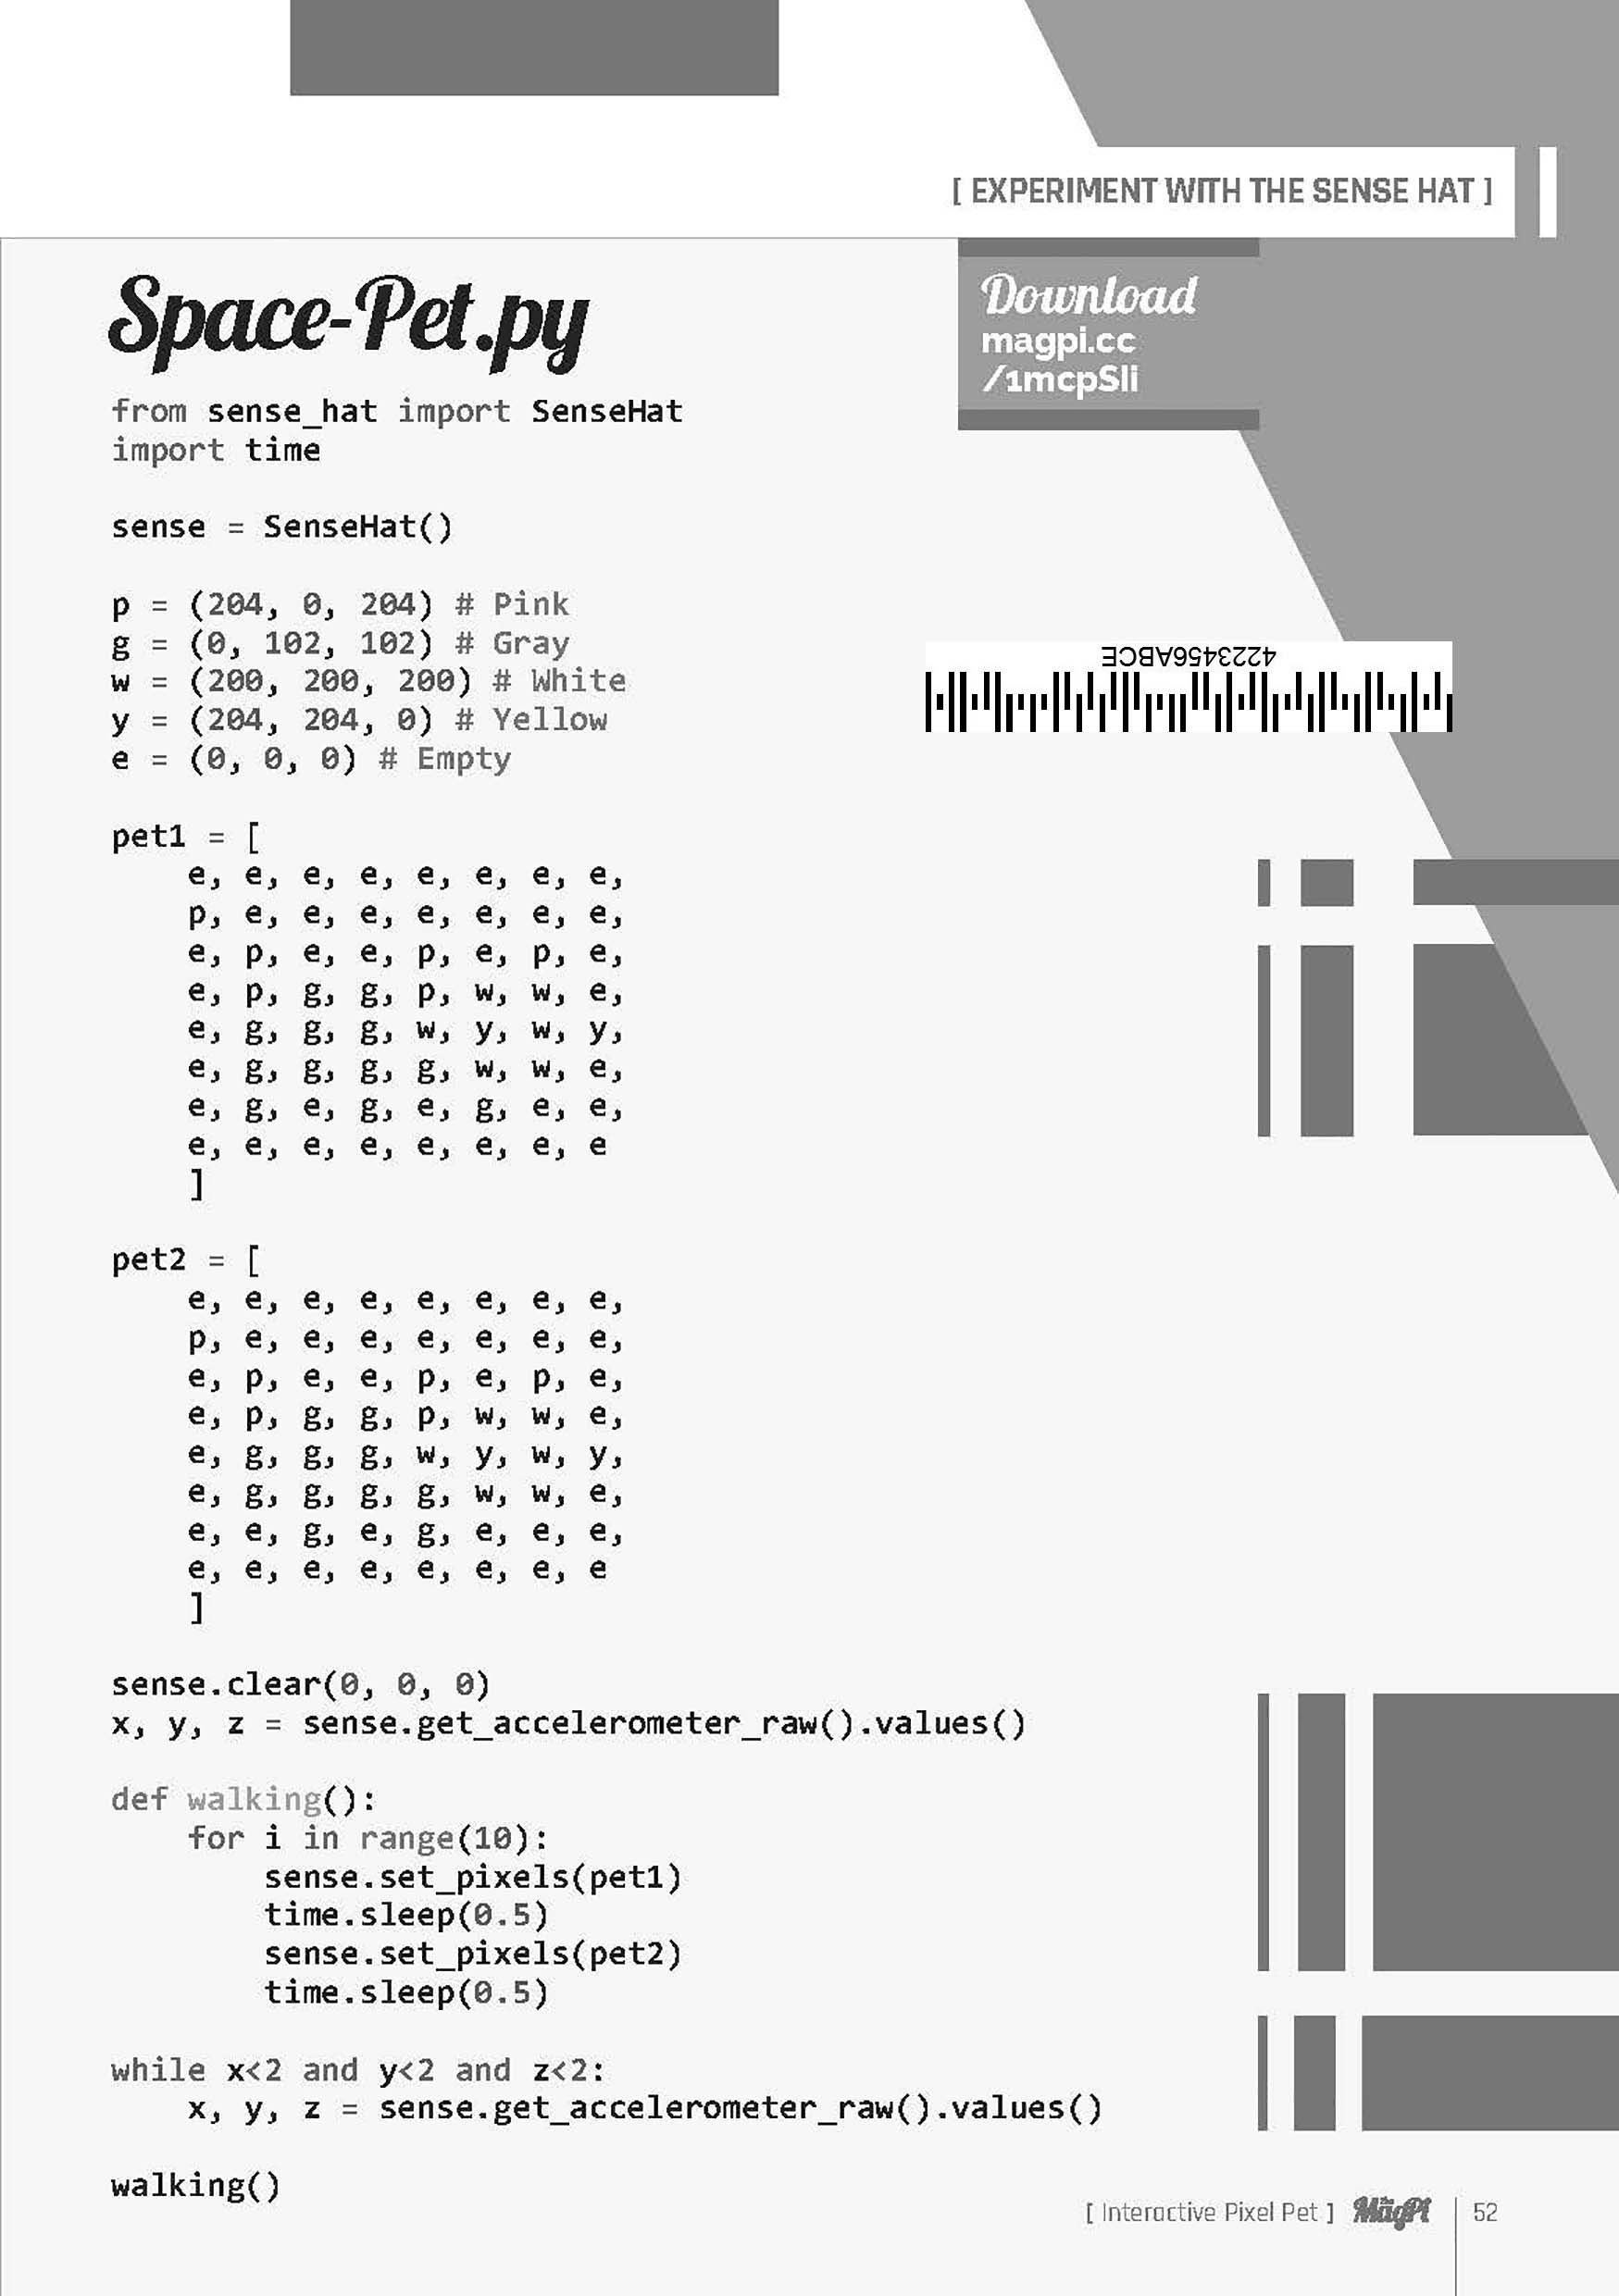 [ EXPERIMENT WITH THE SENSE HAT ]
Space-Pet.py
Download
magpi.cc
/1mcpSli
from sense_hat import SenseHat
import time

sense = SenseHat()

p = (204, 0, 204) # Pink
g = (0, 102, 102) # Gray
w = (200, 200, 200) # White
y = (204, 204, 0) # Yellow
e = (0, 0, 0) # Empty
4223456ABCE

pet1 = [
    e, e, e, e, e, e, e, e,
    p, e, e, e, e, e, e, e,
    e, p, e, e, p, e, p, e,
    e, p, g, g, p, w, w, e,
    e, g, g, g, w, y, w, y,
    e, g, g, g, g, w, w, e,
    e, g, e, g, e, g, e, e,
    e, e, e, e, e, e, e, e
    ]

pet2 = [
    e, e, e, e, e, e, e, e,
    p, e, e, e, e, e, e, e,
    e, p, e, e, p, e, p, e,
    e, p, g, g, p, w, w, e,
    e, g, g, g, w, y, w, y,
    e, g, g, g, g, w, w, e,
    e, e, g, e, g, e, e, e,
    e, e, e, e, e, e, e, e
    ]

sense.clear(0, 0, 0)
x, y, z = sense.get_accelerometer_raw().values()

def walking():
    for i in range(10):
        sense.set_pixels(pet1)
        time.sleep(0.5)
        sense.set_pixels(pet2)
        time.sleep(0.5)

while x<2 and y<2 and z<2:
    x, y, z = sense.get_accelerometer_raw().values()

walking()
[ Interactive Pixel Pet ] The MagPi 52